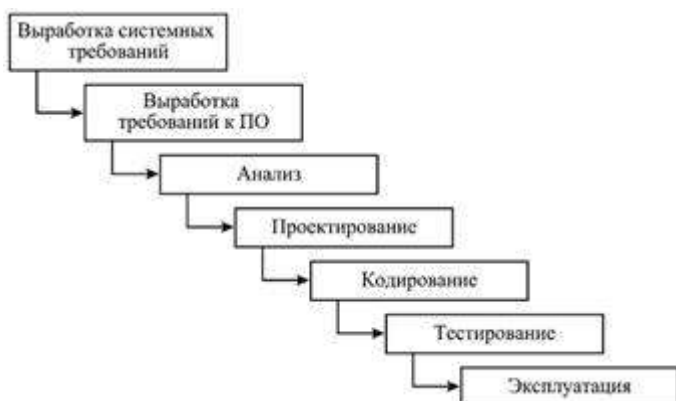 Выработка системных
требований
Выработка
требований к ПО
Анализ
Проектирование
Кодирование
Тестирование
Эксплуатация